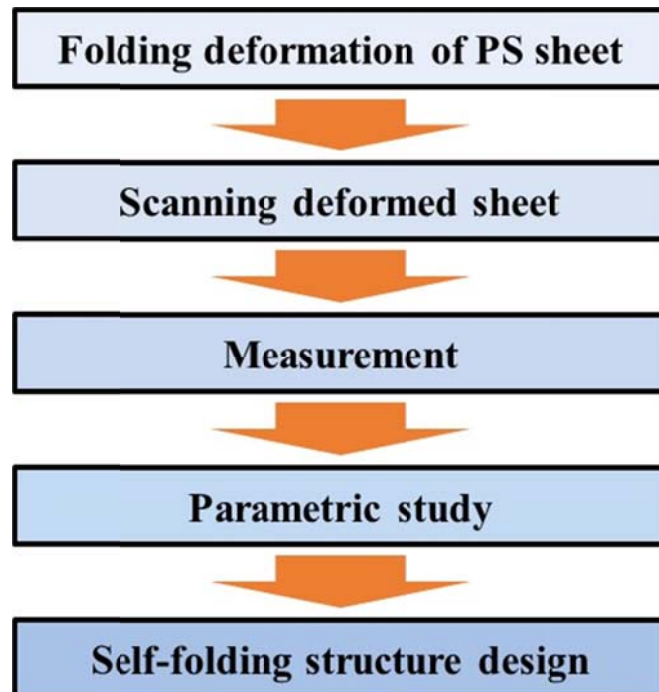 Folding deformation of PS sheet
Scanning deformed sheet
Measurement
Parametric study
Self-folding structure design